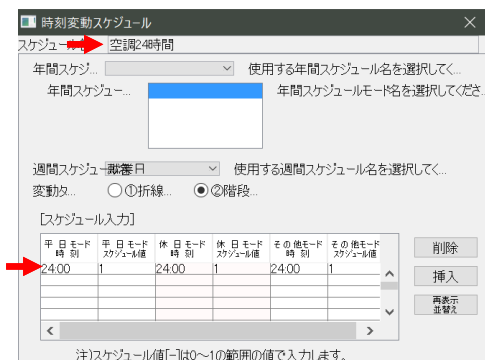 時刻変動スケジュール
スケジュー 空調24時間
年間スケジ... 使用する年間スケジュール名を選択してく...
年間スケジュー... 年間スケジュールモード名を選択してくださ
週間スケジュー 使用する週間スケジュール名を選択してく...
変動タ... ①折線... ②階段...
[スケジュール入力]
平日モード時刻 平日モードスケジュール値 休日モード時刻 休日モードスケジュール値 その他モード時刻 その他モードスケジュール値
24:00 1 24:00 1 24:00 1
削除
挿入
再表示
並替え
注)スケジュール値[-]は0~1の範囲の値で入力します。